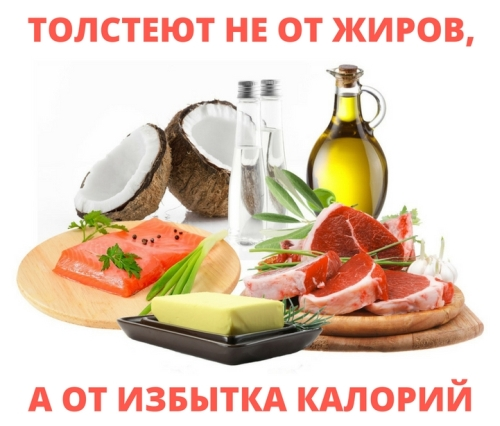 ТОЛСТЕЮТ НЕ ОТ ЖИРОВ,
А ОТ ИЗБЫТКА КАЛОРИЙ